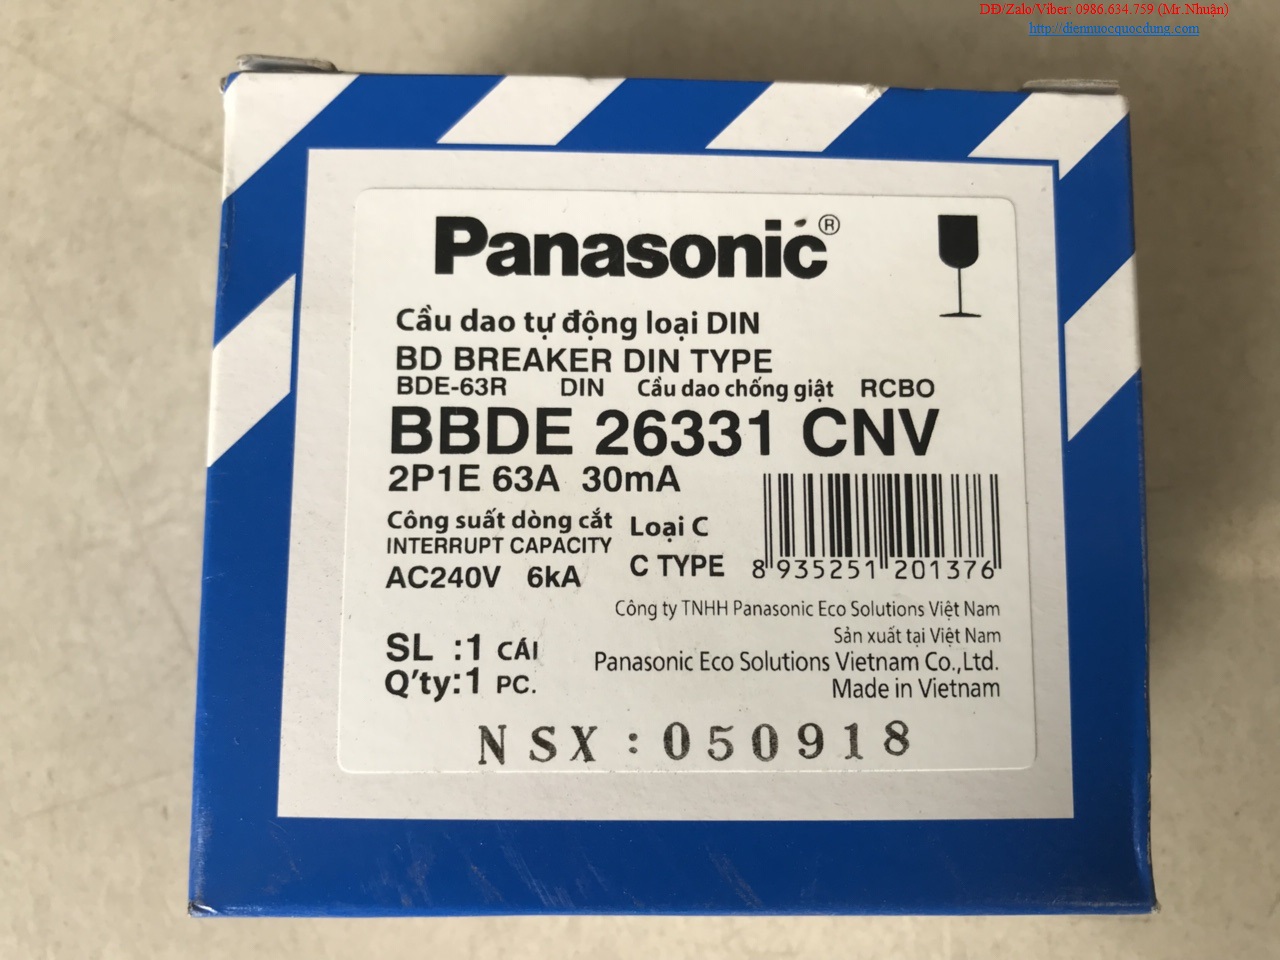 DĐ/Zalo/Viber: 0986.634.759 (Mr.Nhuận)
http://diennuocquocdung.com
Panasonic®
Cầu dao tự động loại DIN
BD BREAKER DIN TYPE
BDE-63R DIN Cầu dao chống giật RCBO
BBDE 26331 CNV
2P1E 63A 30mA
Công suất dòng cắt
INTERRUPT CAPACITY
AC240V 6kA
Loại C
C TYPE
8 935251 201376
Công ty TNHH Panasonic Eco Solutions Việt Nam
Sản xuất tại Việt Nam
Panasonic Eco Solutions Vietnam Co.,Ltd.
Made in Vietnam
SL :1 CÁI
Q'ty:1 PC.
NSX : 050918